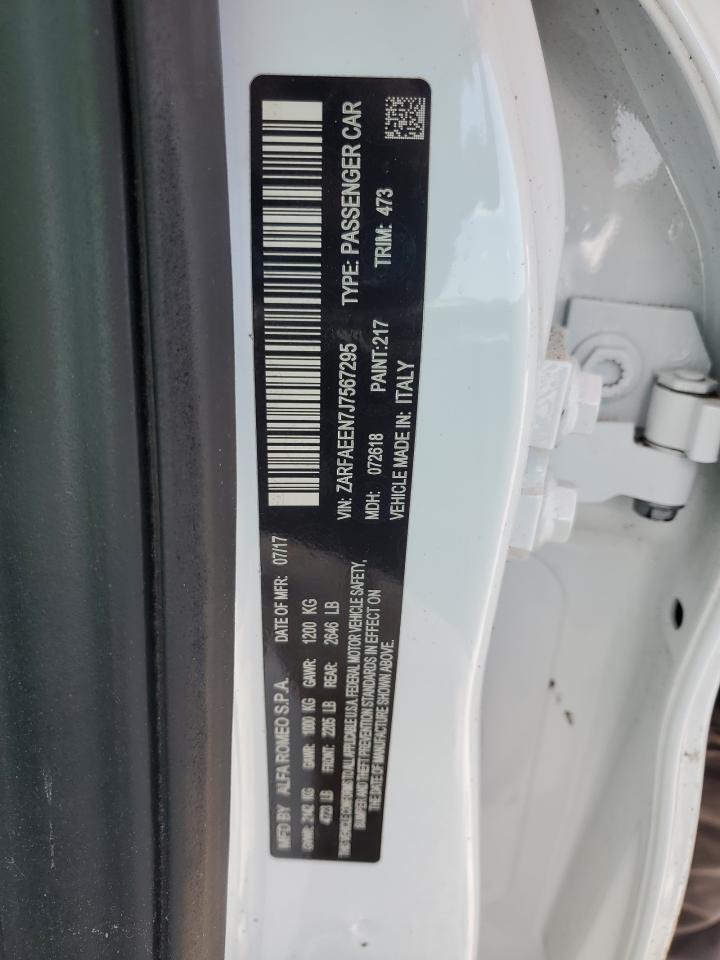 MFD BY ALFA ROMEO S.P.A. DATE OF MFR: 07/17
GVWR: 2142 KG GAWR: 1000 KG GAWR: 1200 KG
4723 LB FRONT: 2205 LB REAR: 2646 LB
THIS VEHICLE CONFORMS TO ALL APPLICABLE U.S.A. FEDERAL MOTOR VEHICLE SAFETY,
BUMPER AND THEFT PREVENTION STANDARDS IN EFFECT ON
THE DATE OF MANUFACTURE SHOWN ABOVE.
VIN: ZARFAEEN7J7567295 TYPE: PASSENGER CAR
MDH: 072618 PAINT:217 TRIM: 473
VEHICLE MADE IN: ITALY